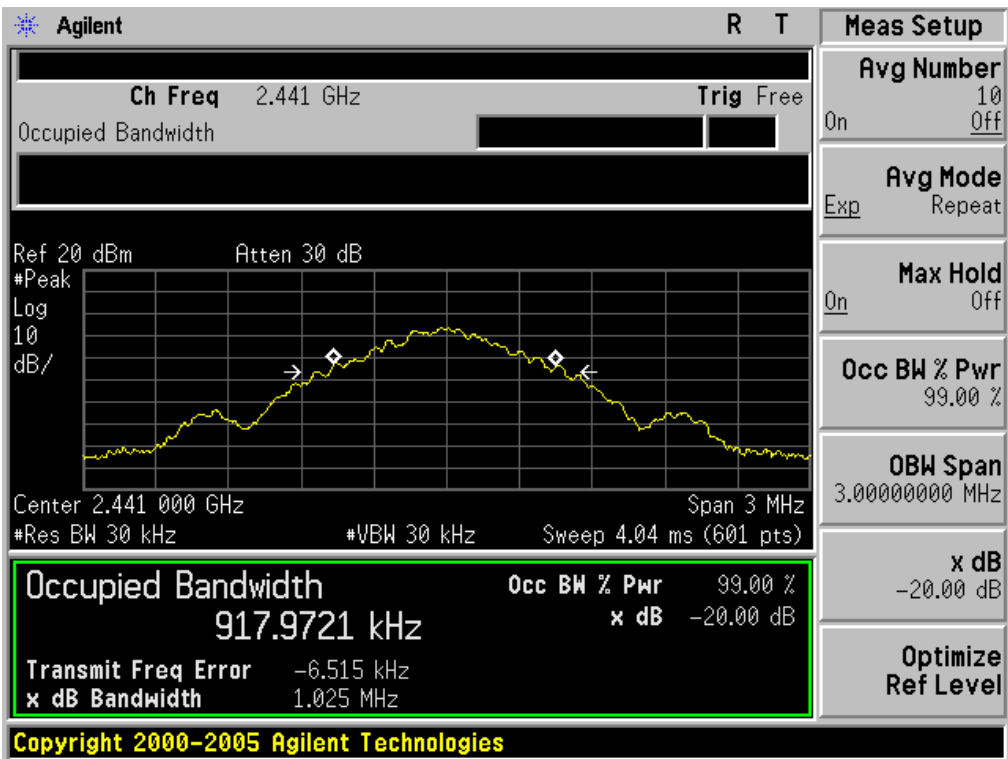 Agilent R T
Ch Freq 2.441 GHz Trig Free
Occupied Bandwidth
Ref 20 dBm Atten 30 dB
#Peak
Log
10
dB/
Center 2.441 000 GHz Span 3 MHz
#Res BW 30 kHz #VBW 30 kHz Sweep 4.04 ms (601 pts)
Occupied Bandwidth Occ BW % Pwr 99.00 %
917.9721 kHz x dB -20.00 dB
Transmit Freq Error -6.515 kHz
x dB Bandwidth 1.025 MHz
Copyright 2000-2005 Agilent Technologies
Meas Setup
Avg Number
10
On Off
Avg Mode
Exp Repeat
Max Hold
On Off
Occ BW % Pwr
99.00 %
OBW Span
3.00000000 MHz
x dB
-20.00 dB
Optimize
Ref Level